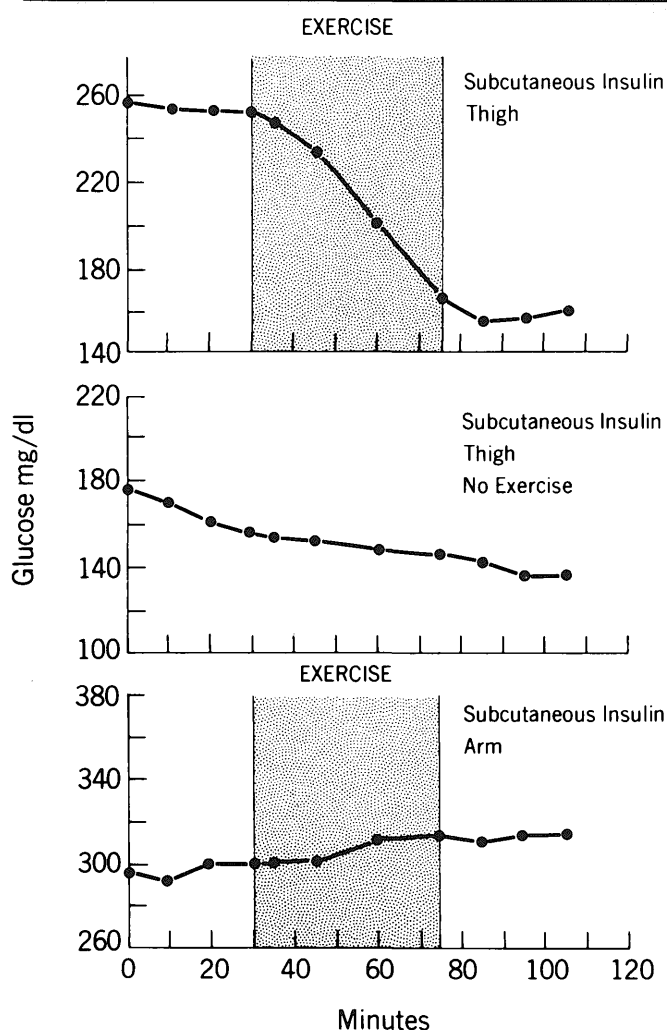 EXERCISE
Subcutaneous Insulin
Thigh
260
220
180
140
Glucose mg/dl
220
180
140
100
Subcutaneous Insulin
Thigh
No Exercise
EXERCISE
380
340
300
260
Subcutaneous Insulin
Arm
0 20 40 60 80 100 120
Minutes